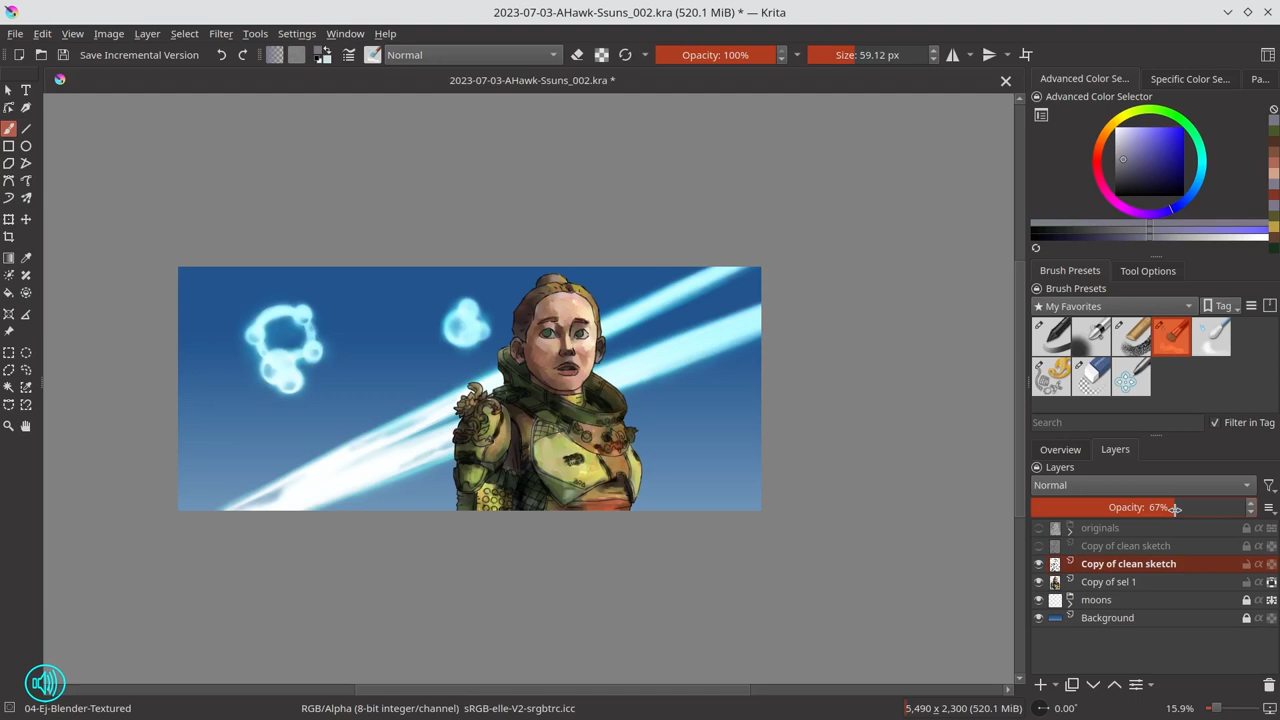 2023-07-03-AHawk-Ssuns_002.kra (520.1 MiB) * — Krita
File Edit View Image Layer Select Filter Tools Settings Window Help
Save Incremental Version Normal Opacity: 100% Size: 59.12 px
2023-07-03-AHawk-Ssuns_002.kra *
Advanced Color Se... Specific Color Se... Pa...
Advanced Color Selector
Brush Presets Tool Options
Brush Presets
★ My Favorites Tag
Search Filter in Tag
Overview Layers
Layers
Normal
Opacity: 67%
originals
Copy of clean sketch
Copy of clean sketch
Copy of sel 1
moons
Background
04-Ej-Blender-Textured RGB/Alpha (8-bit integer/channel) sRGB-elle-V2-srgbtrc.icc 5,490 x 2,300 (520.1 MiB) 0.00° 15.9%